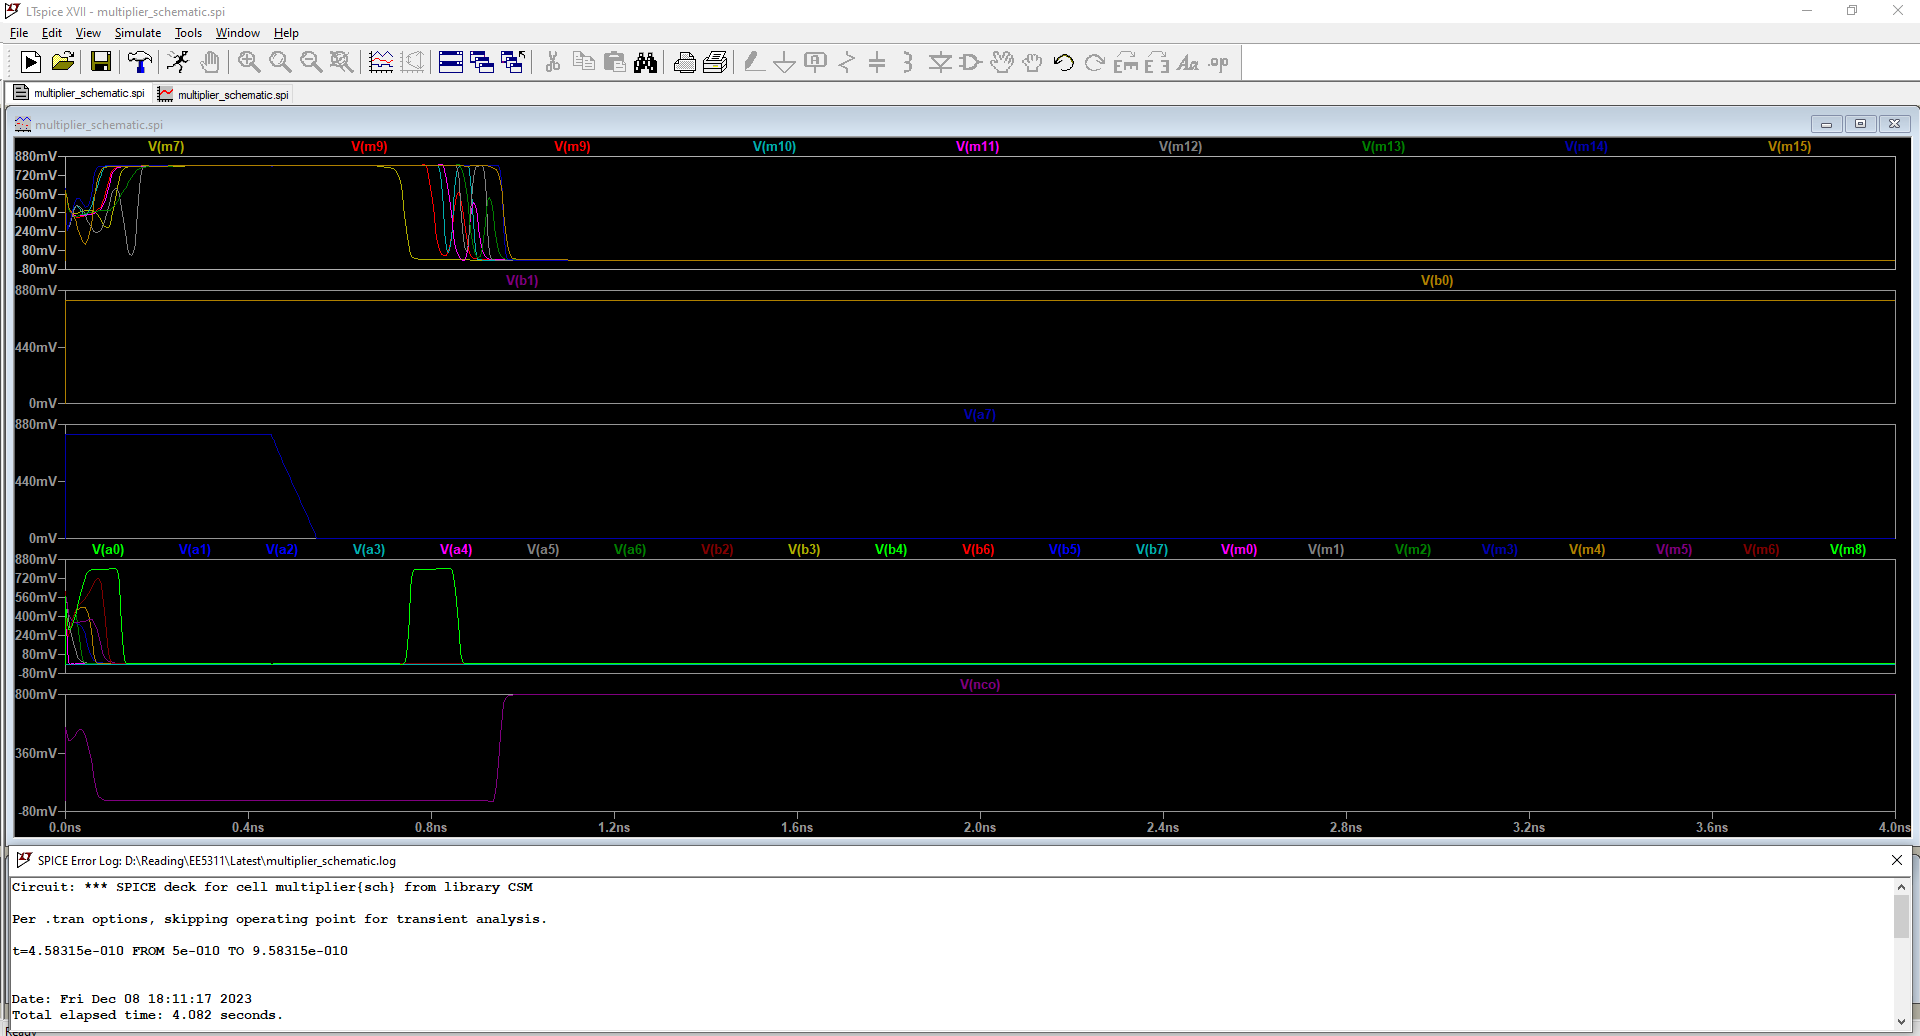 LTspice XVII - multiplier_schematic.spi
File Edit View Simulate Tools Window Help
multiplier_schematic.spi multiplier_schematic.spi
multiplier_schematic.spi
V(m7) V(m9) V(m9) V(m10) V(m11) V(m12) V(m13) V(m14) V(m15)
880mV
720mV
560mV
400mV
240mV
80mV
-80mV
V(b1) V(b0)
880mV
440mV
0mV
V(a7)
880mV
440mV
0mV
V(a0) V(a1) V(a2) V(a3) V(a4) V(a5) V(a6) V(b2) V(b3) V(b4) V(b6) V(b5) V(b7) V(m0) V(m1) V(m2) V(m3) V(m4) V(m5) V(m6) V(m8)
880mV
720mV
560mV
400mV
240mV
80mV
-80mV
V(nco)
800mV
360mV
-80mV
0.0ns 0.4ns 0.8ns 1.2ns 1.6ns 2.0ns 2.4ns 2.8ns 3.2ns 3.6ns 4.0ns
SPICE Error Log: D:\Reading\EE5311\Latest\multiplier_schematic.log
Circuit: *** SPICE deck for cell multiplier{sch} from library CSM
Per .tran options, skipping operating point for transient analysis.
t=4.58315e-010 FROM 5e-010 TO 9.58315e-010
Date: Fri Dec 08 18:11:17 2023
Total elapsed time: 4.082 seconds.
Ready